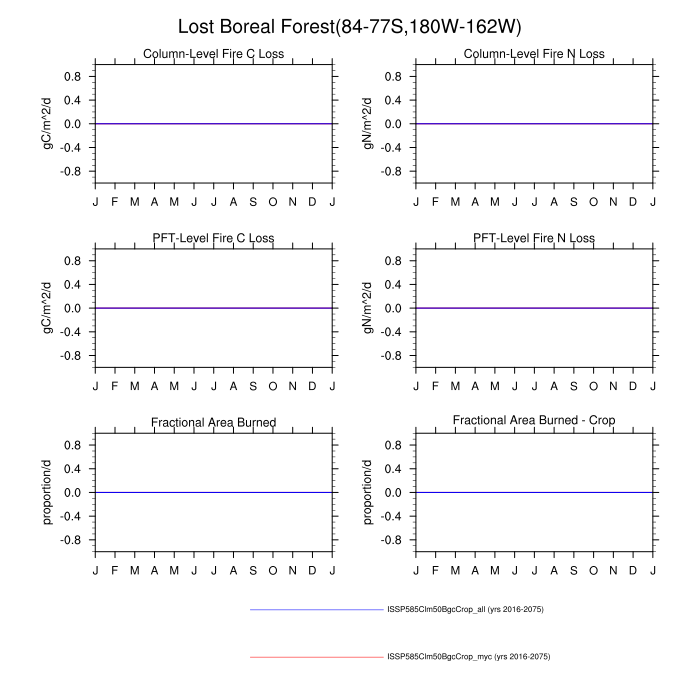 Lost Boreal Forest(84-77S,180W-162W)
Column-Level Fire C Loss
gC/m^2/d
0.8
0.4
0.0
-0.4
-0.8
J F M A M J J A S O N D J
Column-Level Fire N Loss
gN/m^2/d
0.8
0.4
0.0
-0.4
-0.8
J F M A M J J A S O N D J
PFT-Level Fire C Loss
gC/m^2/d
0.8
0.4
0.0
-0.4
-0.8
J F M A M J J A S O N D J
PFT-Level Fire N Loss
gN/m^2/d
0.8
0.4
0.0
-0.4
-0.8
J F M A M J J A S O N D J
Fractional Area Burned
proportion/d
0.8
0.4
0.0
-0.4
-0.8
J F M A M J J A S O N D J
Fractional Area Burned - Crop
proportion/d
0.8
0.4
0.0
-0.4
-0.8
J F M A M J J A S O N D J
ISSP585Clm50BgcCrop_all (yrs 2016-2075)
ISSP585Clm50BgcCrop_myc (yrs 2016-2075)